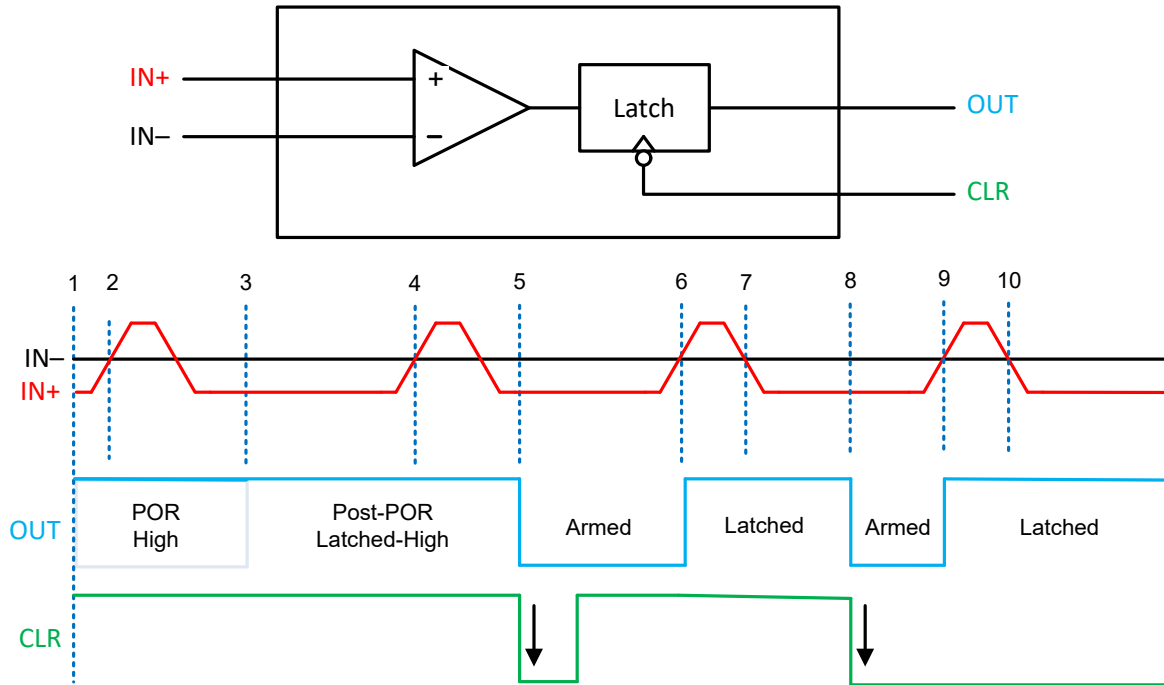 IN+
IN–
+
–
Latch
OUT
CLR
1 2 3 4 5 6 7 8 9 10
IN–
IN+
OUT
POR
High
Post-POR
Latched-High
Armed
Latched
Armed
Latched
CLR